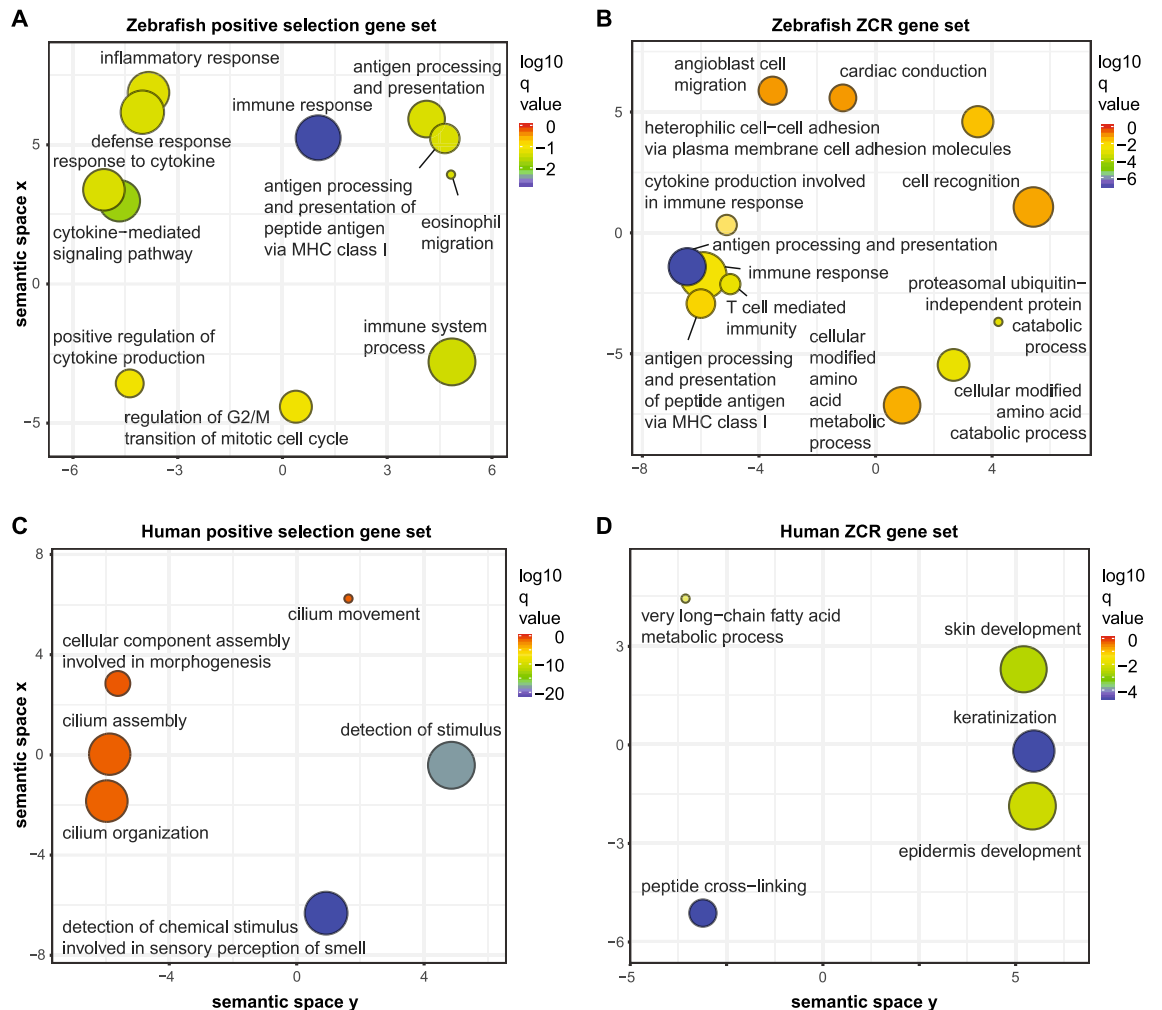 A
Zebrafish positive selection gene set
inflammatory response
antigen processing
and presentation
immune response
defense response
response to cytokine
antigen processing
and presentation of
peptide antigen
via MHC class I
eosinophil
migration
cytokine−mediated
signaling pathway
positive regulation of
cytokine production
immune system
process
regulation of G2/M
transition of mitotic cell cycle
semantic space x
5
0
−5
−6
−3
0
3
6
log10
q
value
0
−1
−2
B
Zebrafish ZCR gene set
angioblast cell
migration
cardiac conduction
heterophilic cell−cell adhesion
via plasma membrane cell adhesion molecules
cytokine production involved
in immune response
cell recognition
antigen processing and presentation
immune response
T cell mediated
immunity
proteasomal ubiquitin−
independent protein
catabolic
process
antigen processing
and presentation
of peptide antigen
via MHC class I
cellular
modified
amino
acid
metabolic
process
cellular modified
amino acid
catabolic process
5
0
−5
−8
−4
0
4
log10
q
value
0
−2
−4
−6
C
Human positive selection gene set
cilium movement
cellular component assembly
involved in morphogenesis
cilium assembly
detection of stimulus
cilium organization
detection of chemical stimulus
involved in sensory perception of smell
semantic space x
8
4
0
−4
−8
−4
0
4
semantic space y
log10
q
value
0
−10
−20
D
Human ZCR gene set
very long−chain fatty acid
metabolic process
skin development
keratinization
epidermis development
peptide cross−linking
3
0
−3
−6
−5
0
5
semantic space y
log10
q
value
0
−2
−4